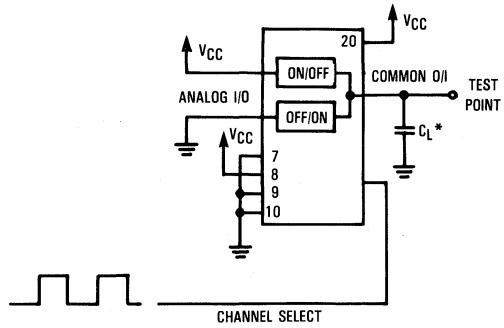 VCC
20
VCC
ON/OFF
COMMON O/I
TEST
POINT
ANALOG I/O
OFF/ON
CL*
VCC
7
8
9
10
CHANNEL SELECT